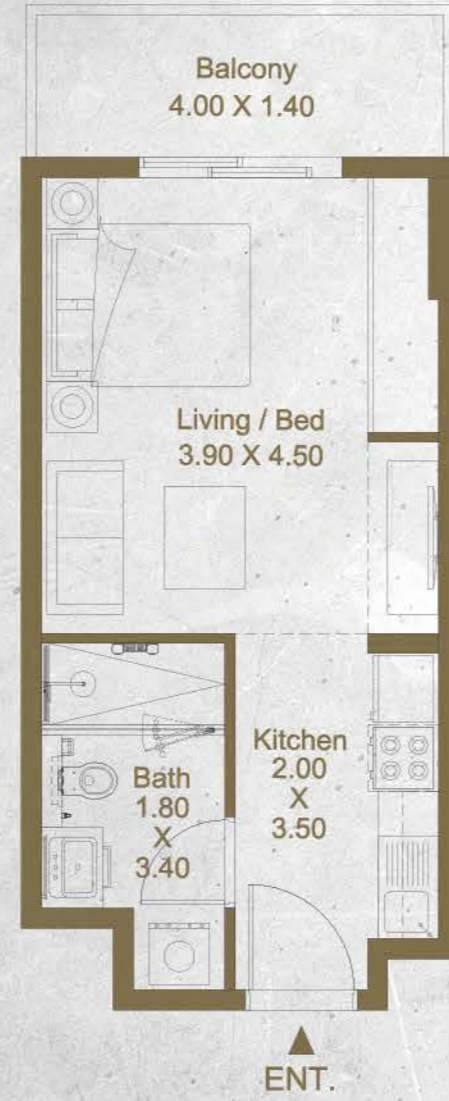 Balcony
4.00 X 1.40
Living / Bed
3.90 X 4.50
Kitchen
2.00
X
3.50
Bath
1.80
X
3.40
ENT.